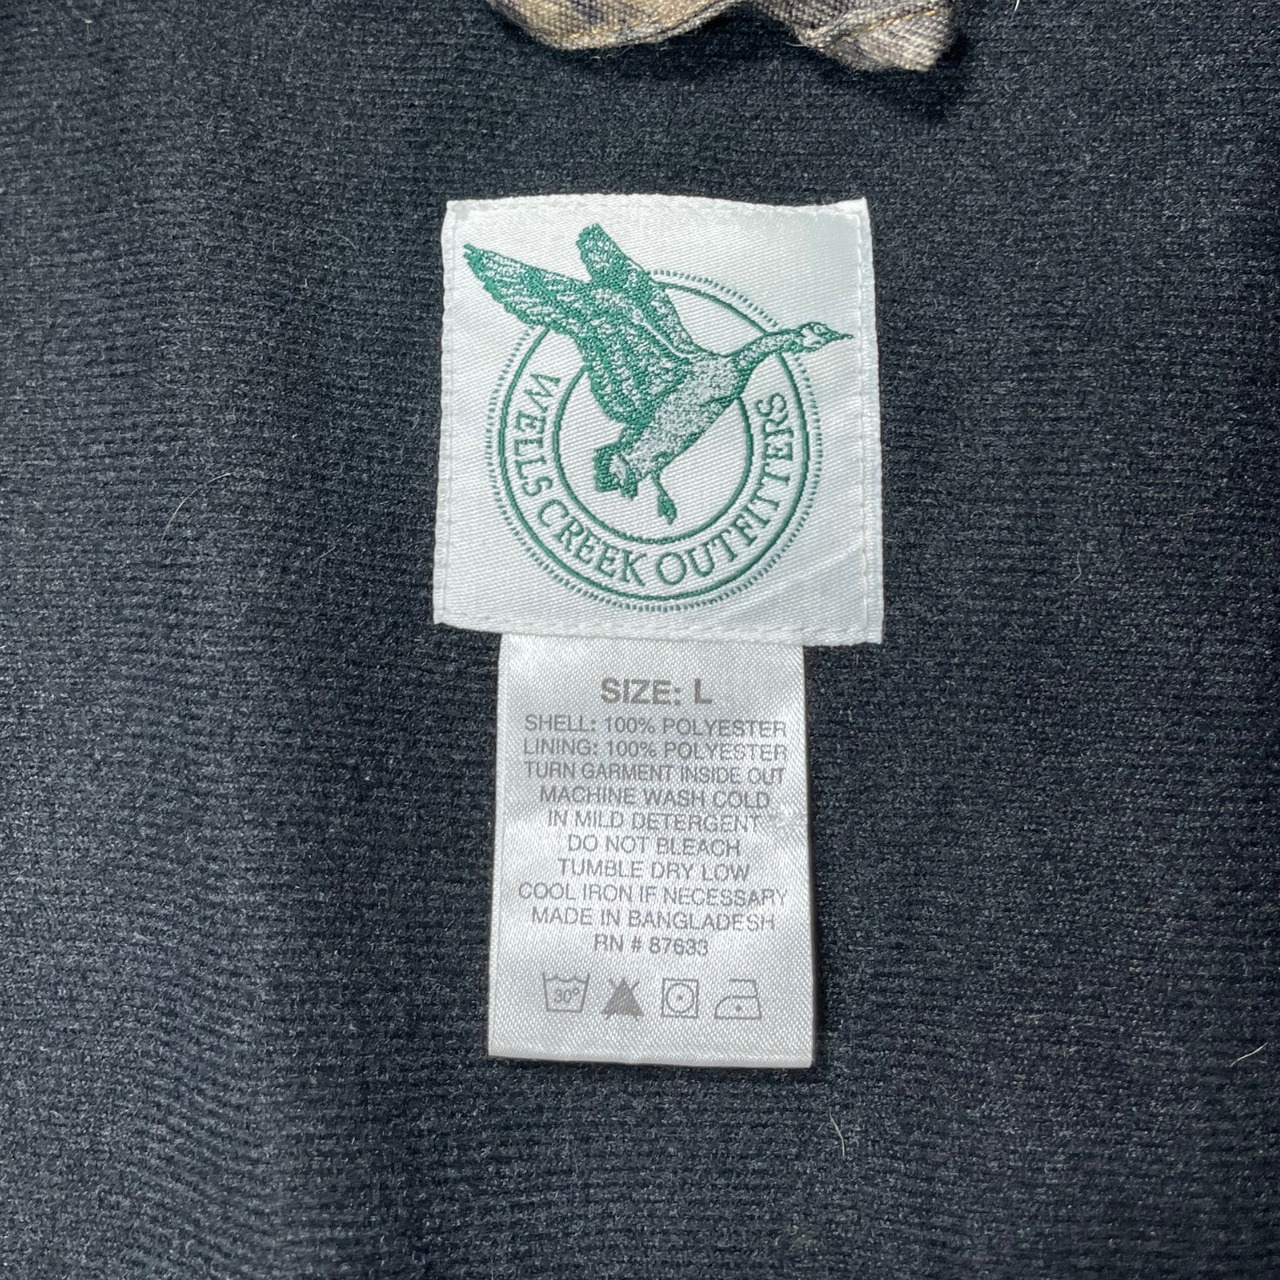 WELLS CREEK OUTFITTERS
SIZE: L
SHELL: 100% POLYESTER
LINING: 100% POLYESTER
TURN GARMENT INSIDE OUT
MACHINE WASH COLD
IN MILD DETERGENT
DO NOT BLEACH
TUMBLE DRY LOW
COOL IRON IF NECESSARY
MADE IN BANGLADESH
RN # 87633
30°